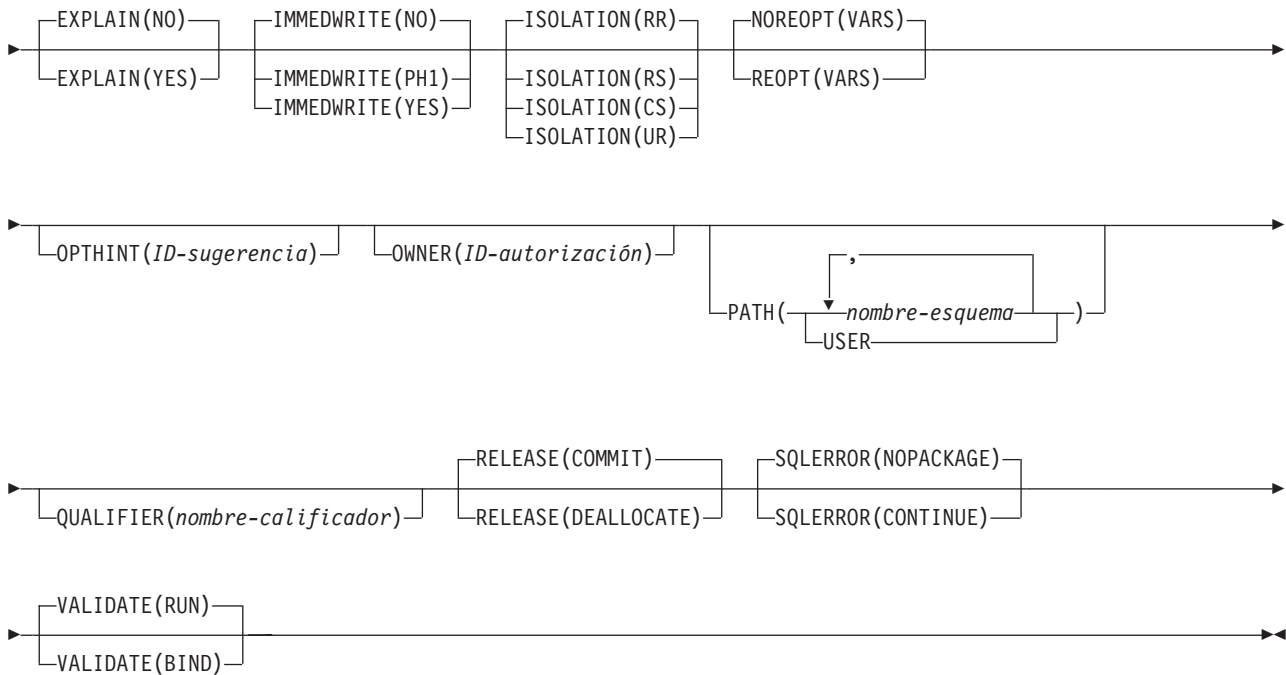 EXPLAIN(NO) IMMEDWRITE(NO) ISOLATION(RR) NOREOPT(VARS)
EXPLAIN(YES) IMMEDWRITE(PH1) ISOLATION(RS) REOPT(VARS)
IMMEDWRITE(YES) ISOLATION(CS)
ISOLATION(UR)
OPTHINT(ID-sugerencia) OWNER(ID-autorización)
,
PATH( nombre-esquema )
USER
RELEASE(COMMIT) SQLERROR(NOPACKAGE)
QUALIFIER(nombre-calificador) RELEASE(DEALLOCATE) SQLERROR(CONTINUE)
VALIDATE(RUN)
VALIDATE(BIND)